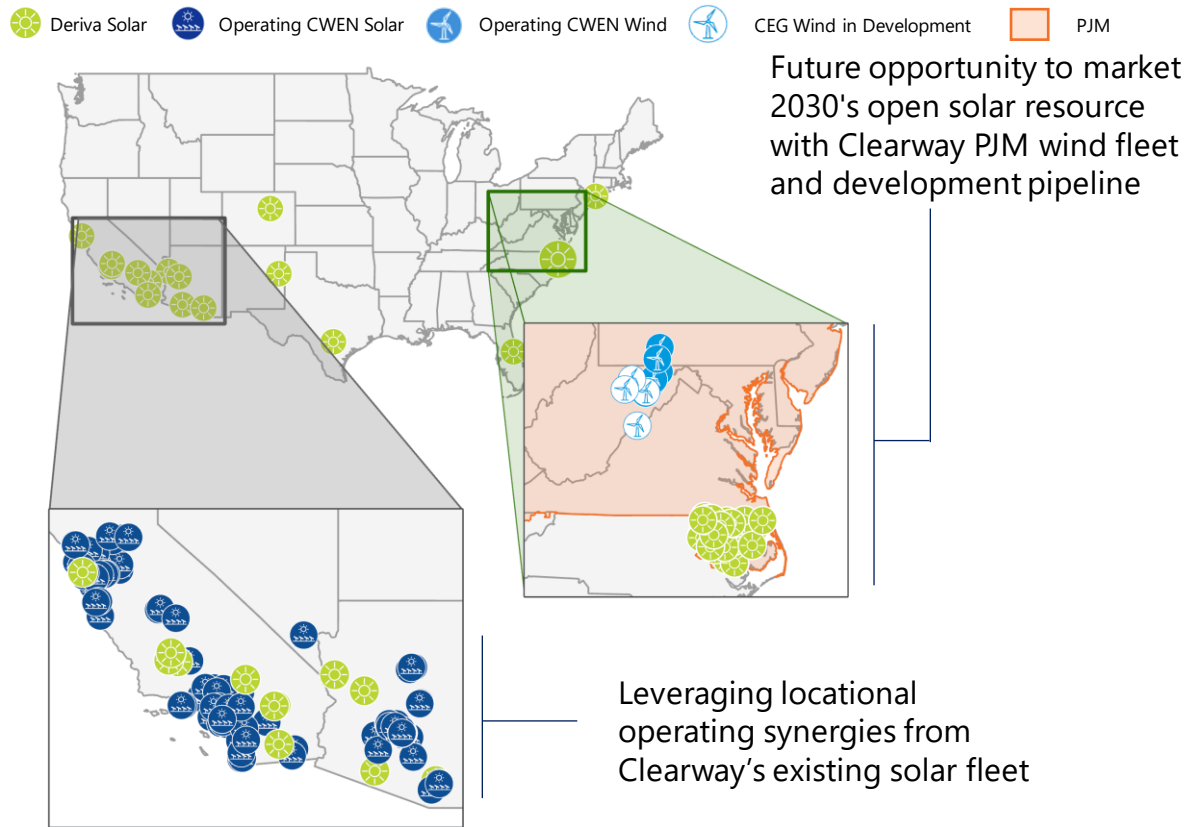 Deriva Solar
Operating CWEN Solar
Operating CWEN Wind
CEG Wind in Development
PJM
Future opportunity to market
2030's open solar resource
with Clearway PJM wind fleet
and development pipeline
Leveraging locational
operating synergies from
Clearway‘s existing solar fleet